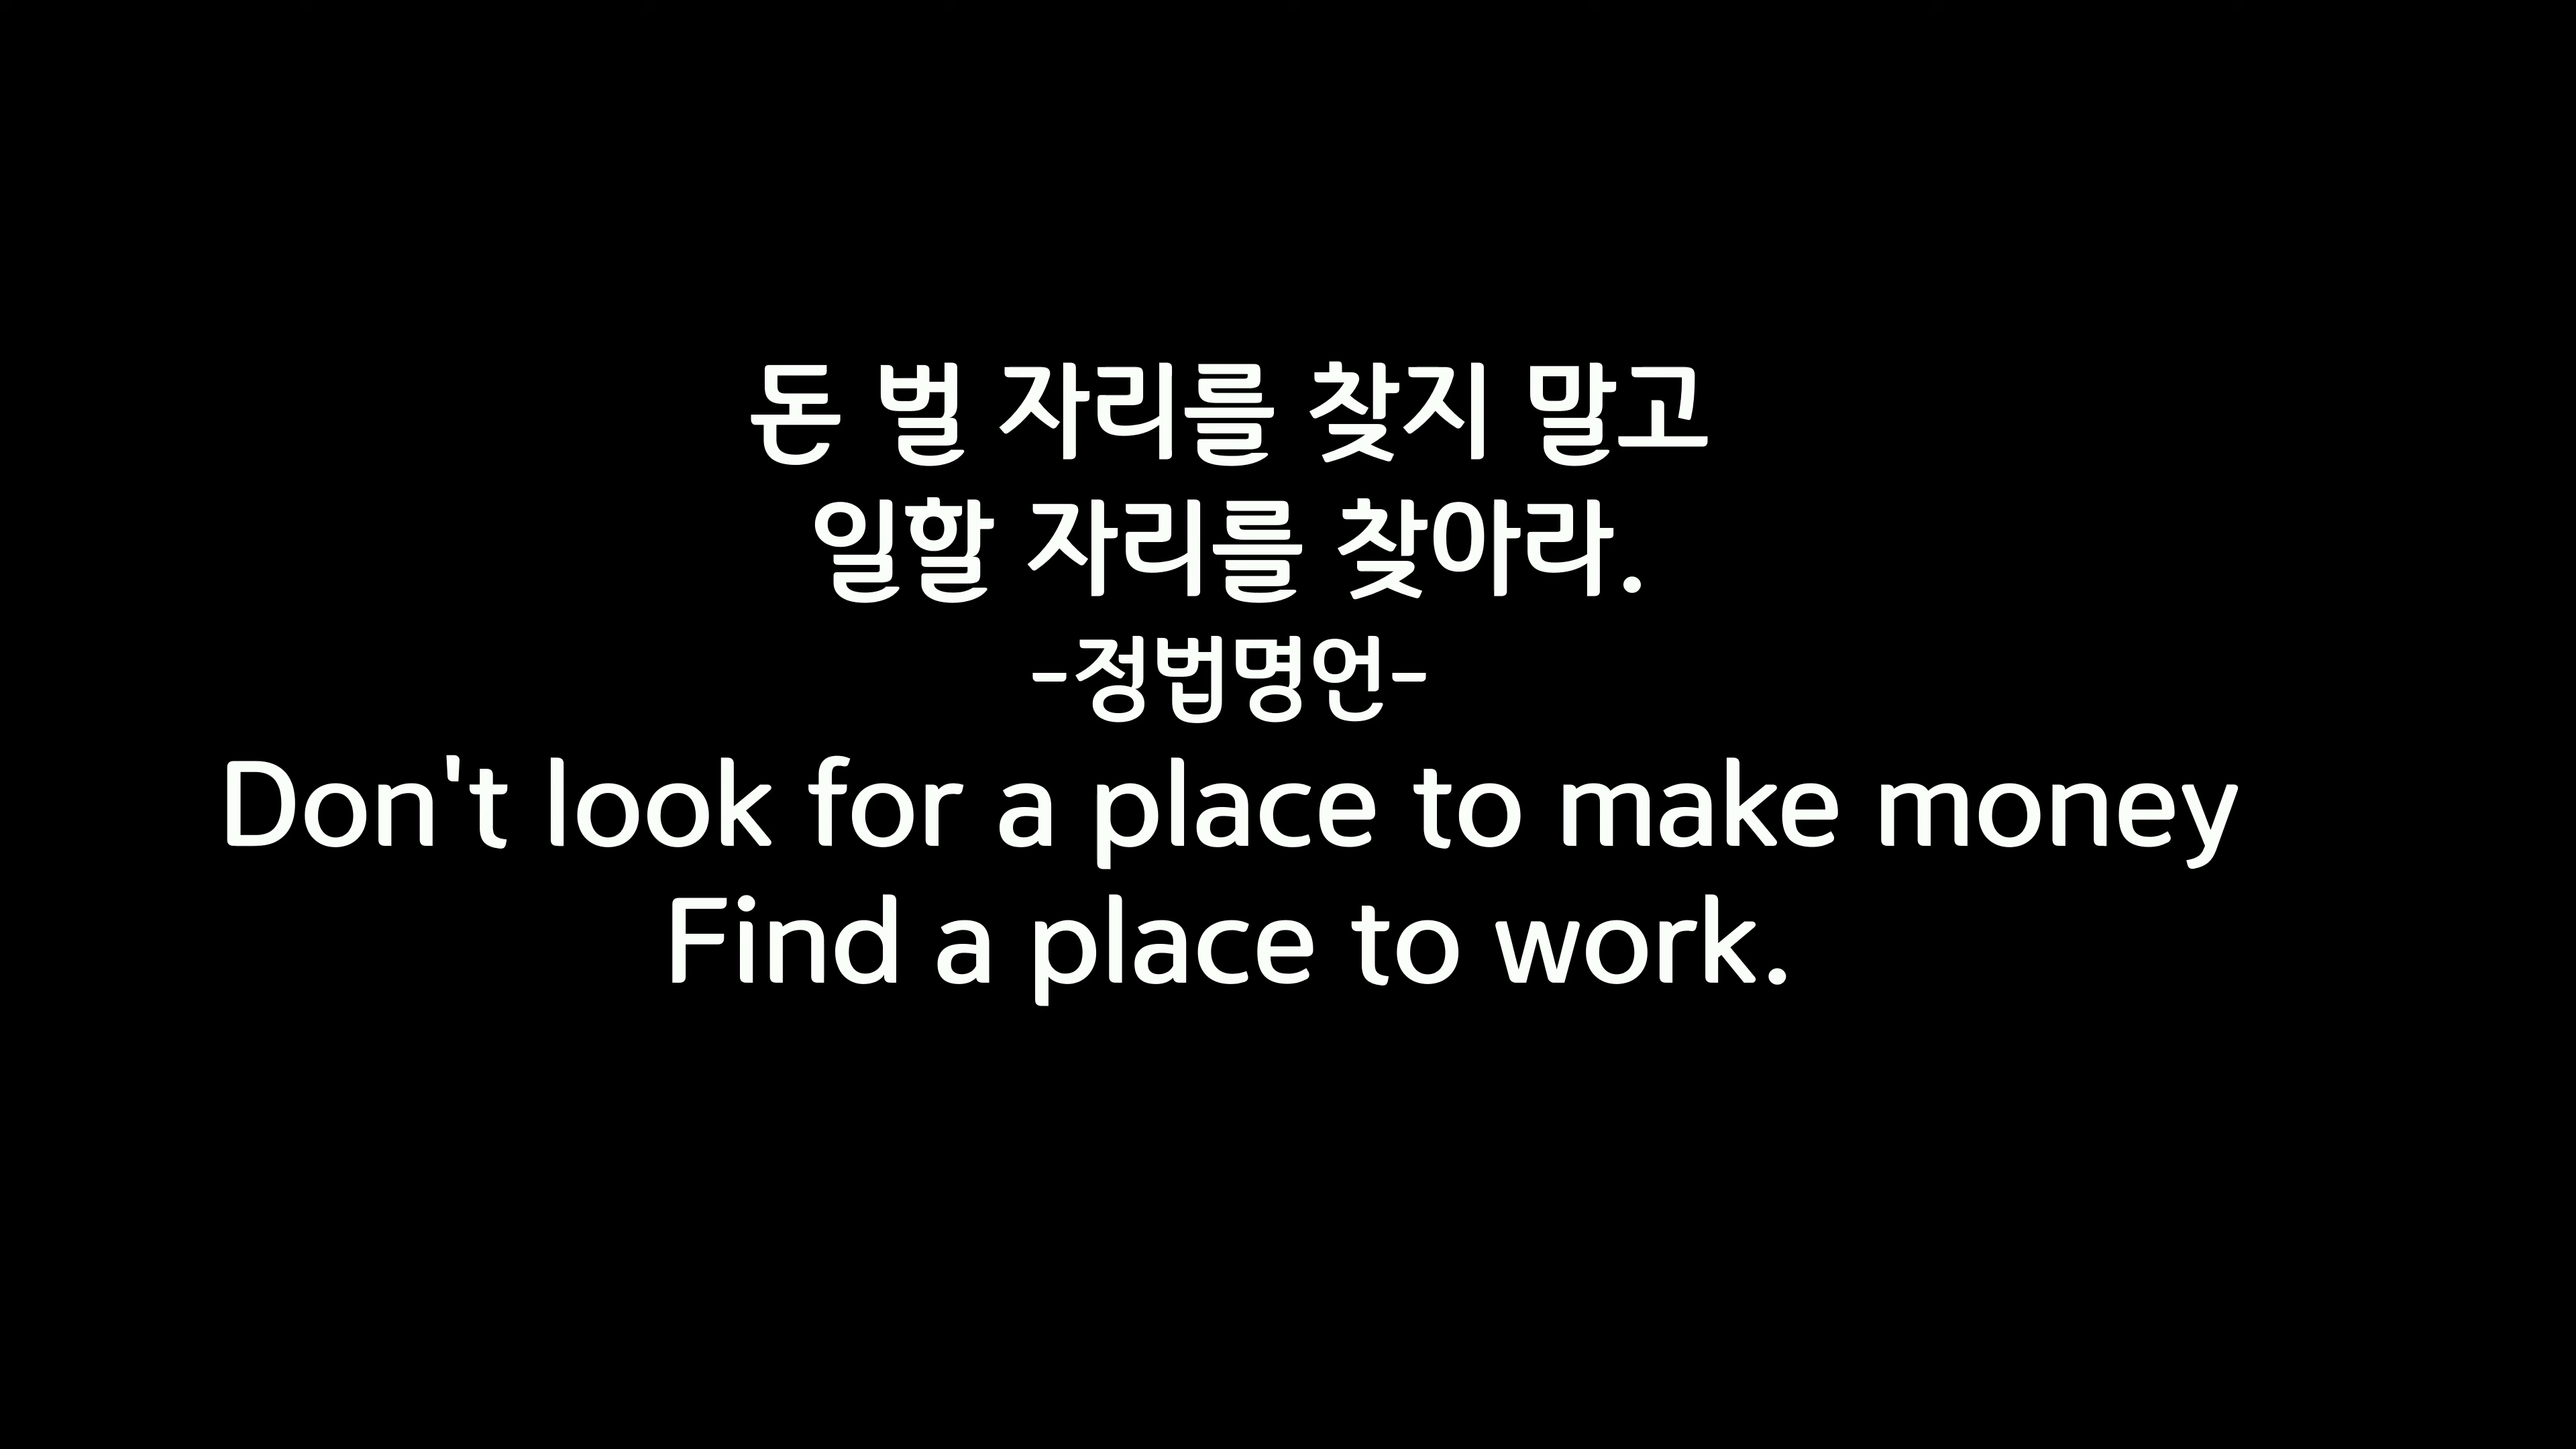 돈 벌 자리를 찾지 말고
일할 자리를 찾아라.
-정법명언-
Don't look for a place to make money
Find a place to work.